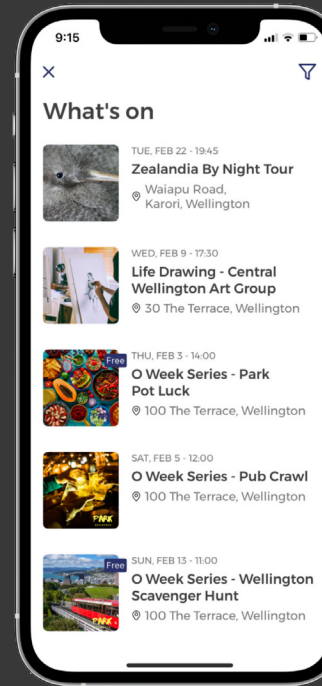 9:15
What's on
TUE, FEB 22 - 19:45
Zealandia By Night Tour
Waiapu Road,
Karori, Wellington
WED, FEB 9 - 17:30
Life Drawing - Central
Wellington Art Group
30 The Terrace, Wellington
Free
THU, FEB 3 - 14:00
O Week Series - Park
Pot Luck
100 The Terrace, Wellington
SAT, FEB 5 - 12:00
O Week Series - Pub Crawl
100 The Terrace, Wellington
PARK
Free
SUN, FEB 13 - 11:00
O Week Series - Wellington
Scavenger Hunt
100 The Terrace, Wellington
PARK